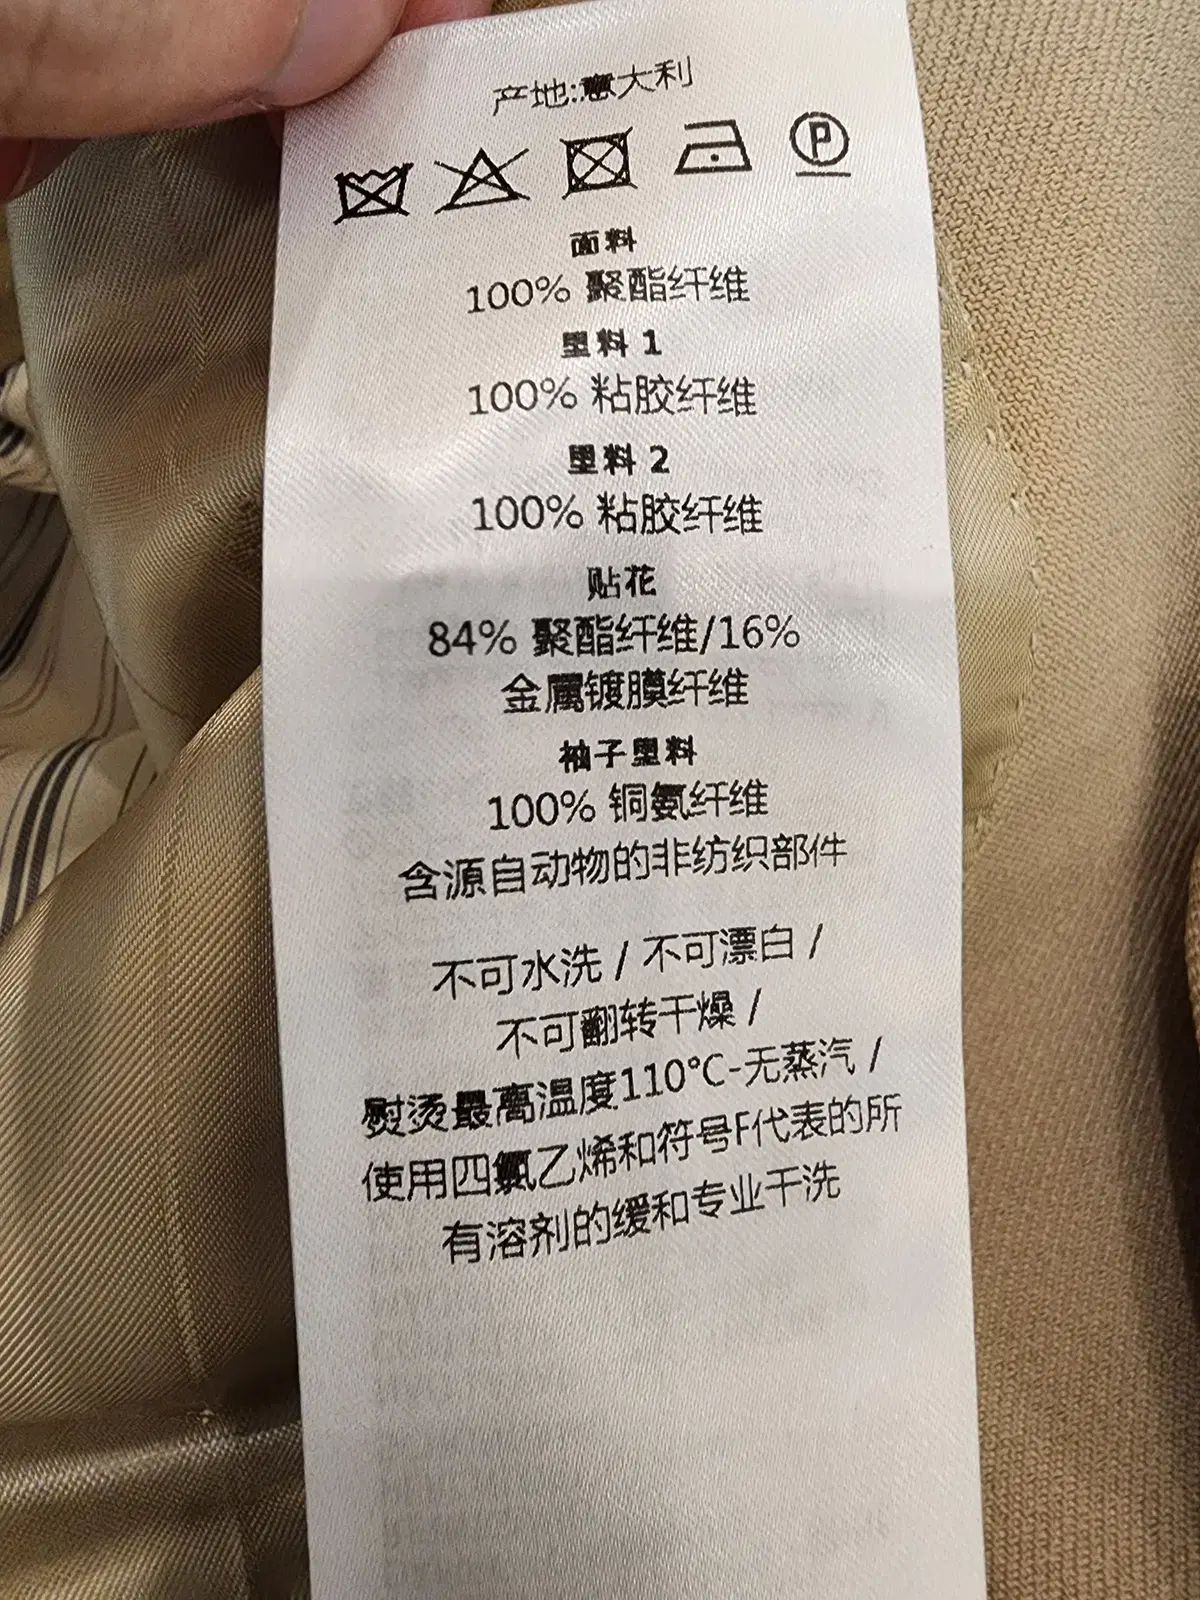 产地:意大利
P
面料
100% 聚酯纤维
里料 1
100% 粘胶纤维
里料 2
100% 粘胶纤维
贴花
84% 聚酯纤维/16%
金属镀膜纤维
袖子里料
100% 铜氨纤维
含源自动物的非纺织部件
不可水洗 / 不可漂白 /
不可翻转干燥 /
熨烫最高温度110°C-无蒸汽 /
使用四氯乙烯和符号F代表的所
有溶剂的缓和专业干洗